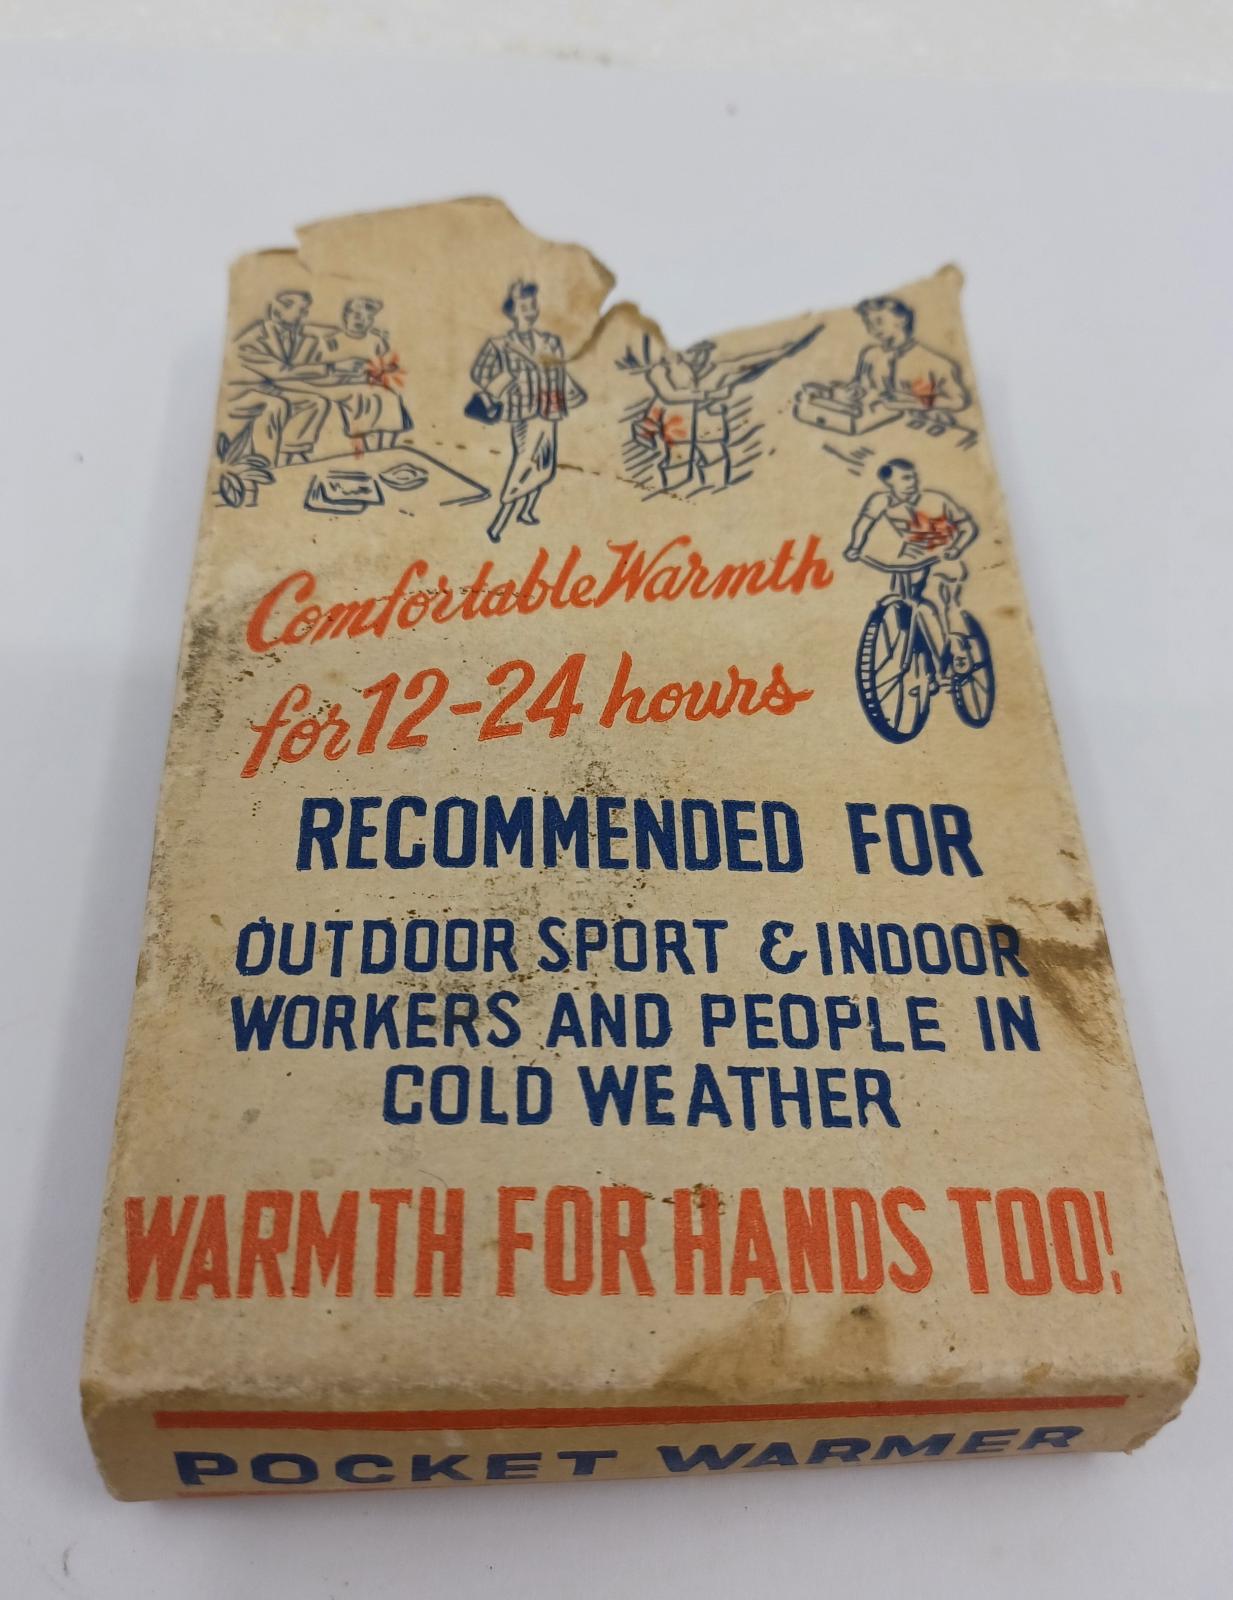 Comfortable Warmth
for 12-24 hours
RECOMMENDED FOR
OUTDOOR SPORT & INDOOR
WORKERS AND PEOPLE IN
COLD WEATHER
WARMTH FOR HANDS TOO!
POCKET WARMER